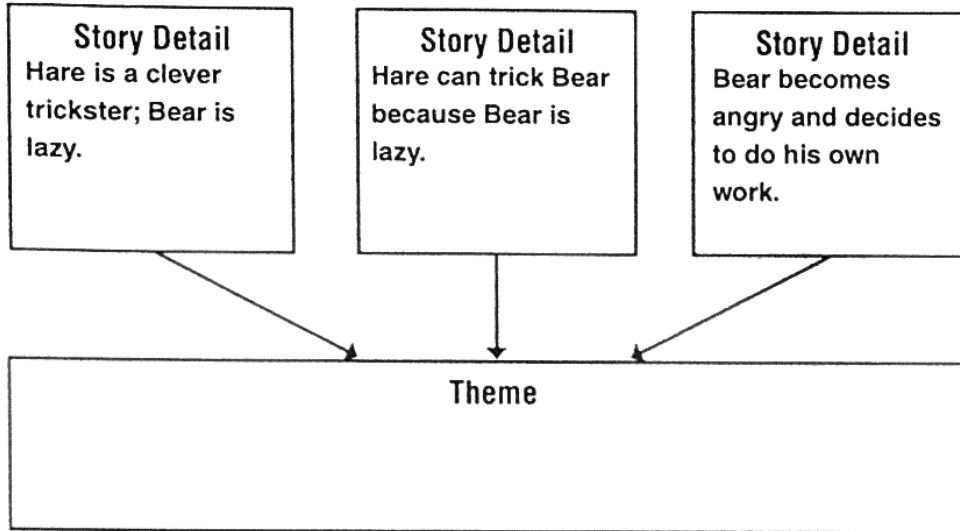 Story Detail
Hare is a clever
trickster; Bear is
lazy.
Story Detail
Hare can trick Bear
because Bear is
lazy.
Story Detail
Bear becomes
angry and decides
to do his own
work.
Theme